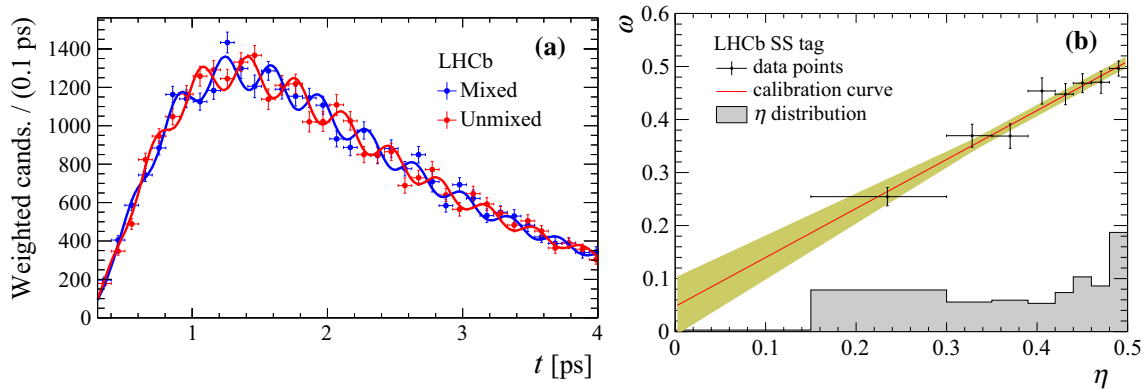 Weighted cands. / (0.1 ps)
1400
1200
1000
800
600
400
200
0
(a)
LHCb
Mixed
Unmixed
1 2 3 4
t [ps]
ω
0.6
0.5
0.4
0.3
0.2
0.1
0
(b)
LHCb SS tag
data points
calibration curve
η distribution
0 0.1 0.2 0.3 0.4 0.5
η